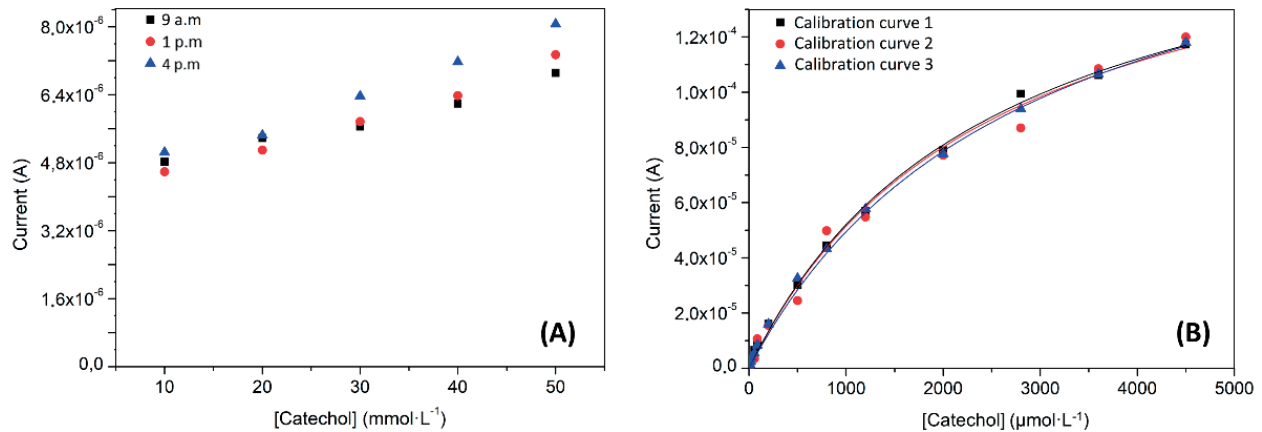 8.0x10⁻⁶
6.4x10⁻⁶
4.8x10⁻⁶
3.2x10⁻⁶
1.6x10⁻⁶
0,0
Current (A)
9 a.m
1 p.m
4 p.m
(A)
10 20 30 40 50
[Catechol] (mmol·L⁻¹)
1.2x10⁻⁴
1.0x10⁻⁴
8.0x10⁻⁵
6.0x10⁻⁵
4.0x10⁻⁵
2.0x10⁻⁵
0,0
Current (A)
Calibration curve 1
Calibration curve 2
Calibration curve 3
(B)
0 1000 2000 3000 4000 5000
[Catechol] (µmol·L⁻¹)